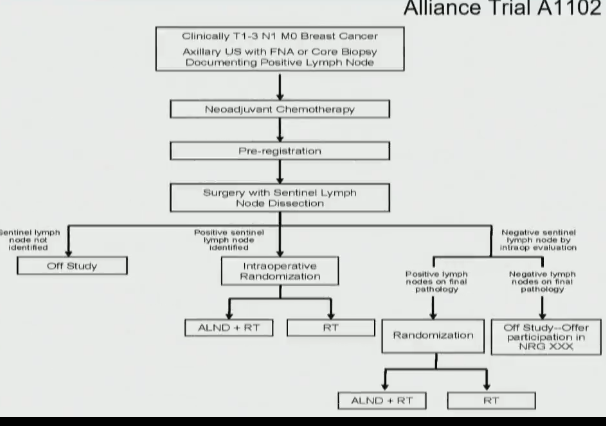 Alliance Trial A1102
Clinically T1-3 N1 M0 Breast Cancer
Axillary US with FNA or Core Biopsy
Documenting Positive Lymph Node
Neoadjuvant Chemotherapy
Pre-registration
Surgery with Sentinel Lymph
Node Dissection
Sentinel lymph
node not
identified
Positive sentinel
lymph node
Identified
Negative sentinel
lymph node by
intraop evaluation
Off Study
Intraoperative
Randomization
Positive lymph
nodes on final
pathology
Negative lymph
nodes on final
pathology
ALND + RT
RT
Randomization
Off Study–Offer
participation in
NRG XXX
ALND + RT
RT